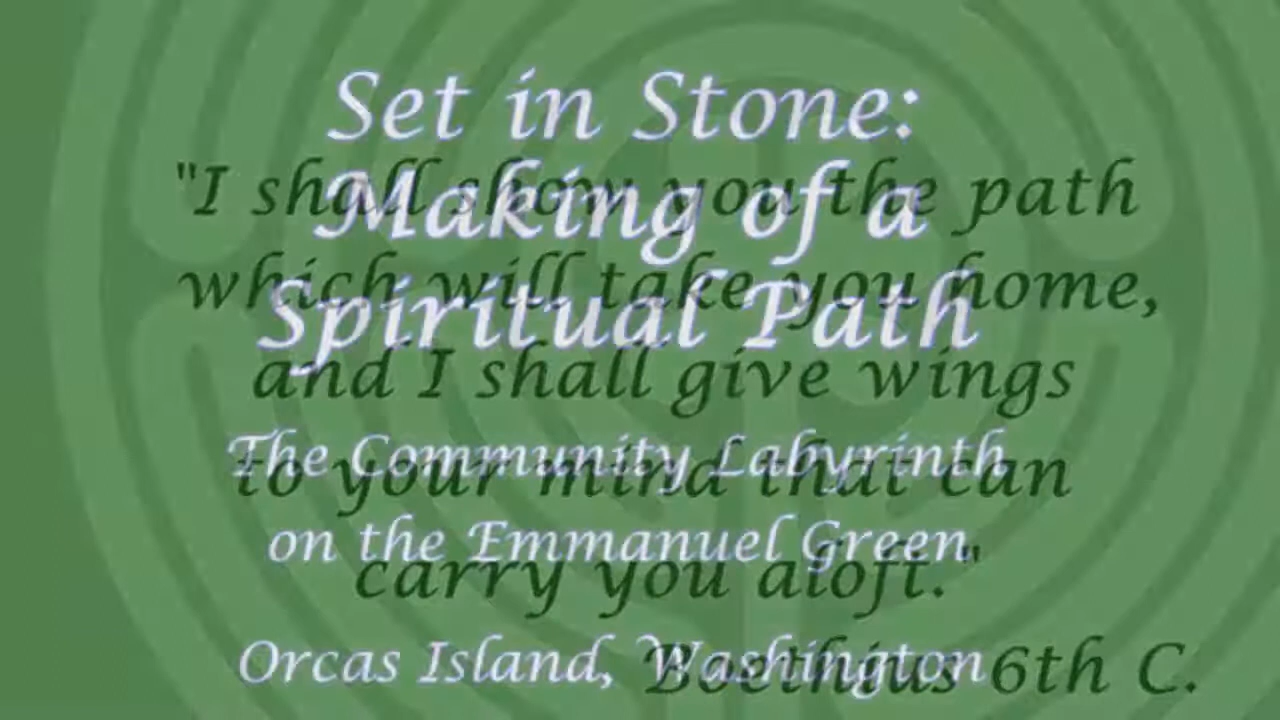 Set in Stone:
Making of a
Spiritual Path
The Community Labyrinth
on the Emmanuel Green
Orcas Island, Washington
"I shall show you the path
which will take you home,
and I shall give wings
to your mind that can
carry you aloft."
Boethius 6th C.